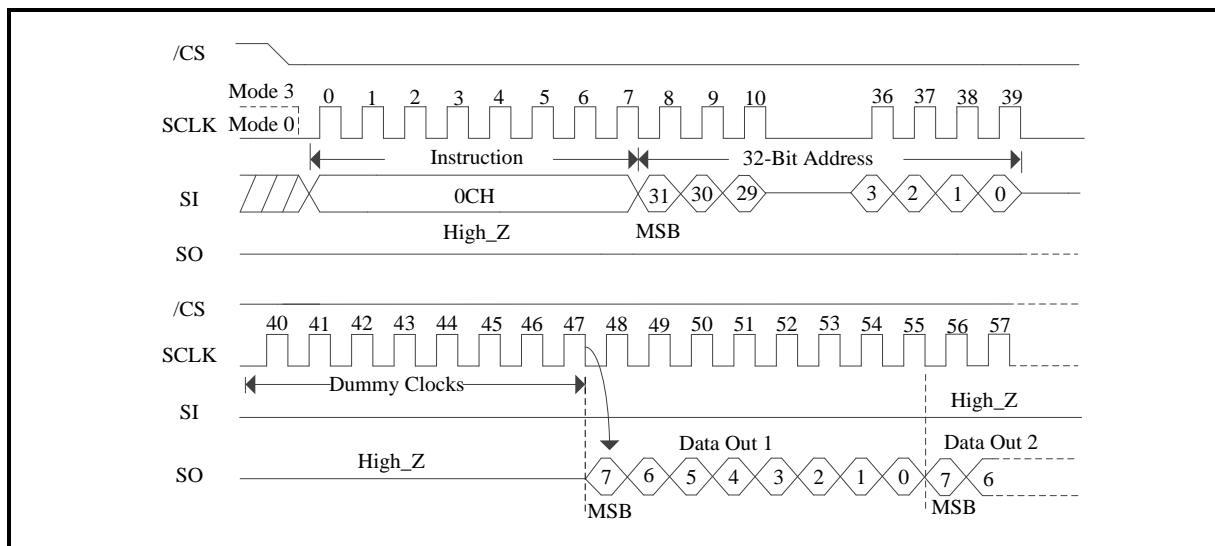 /CS
Mode 3
0 1 2 3 4 5 6 7 8 9 10 36 37 38 39
SCLK
Mode 0
Instruction 32-Bit Address
SI
0CH 31 30 29 3 2 1 0
High_Z MSB
SO
/CS
40 41 42 43 44 45 46 47 48 49 50 51 52 53 54 55 56 57
SCLK
Dummy Clocks
SI High_Z
Data Out 1 Data Out 2
SO High_Z 7 6 5 4 3 2 1 0 7 6
MSB MSB